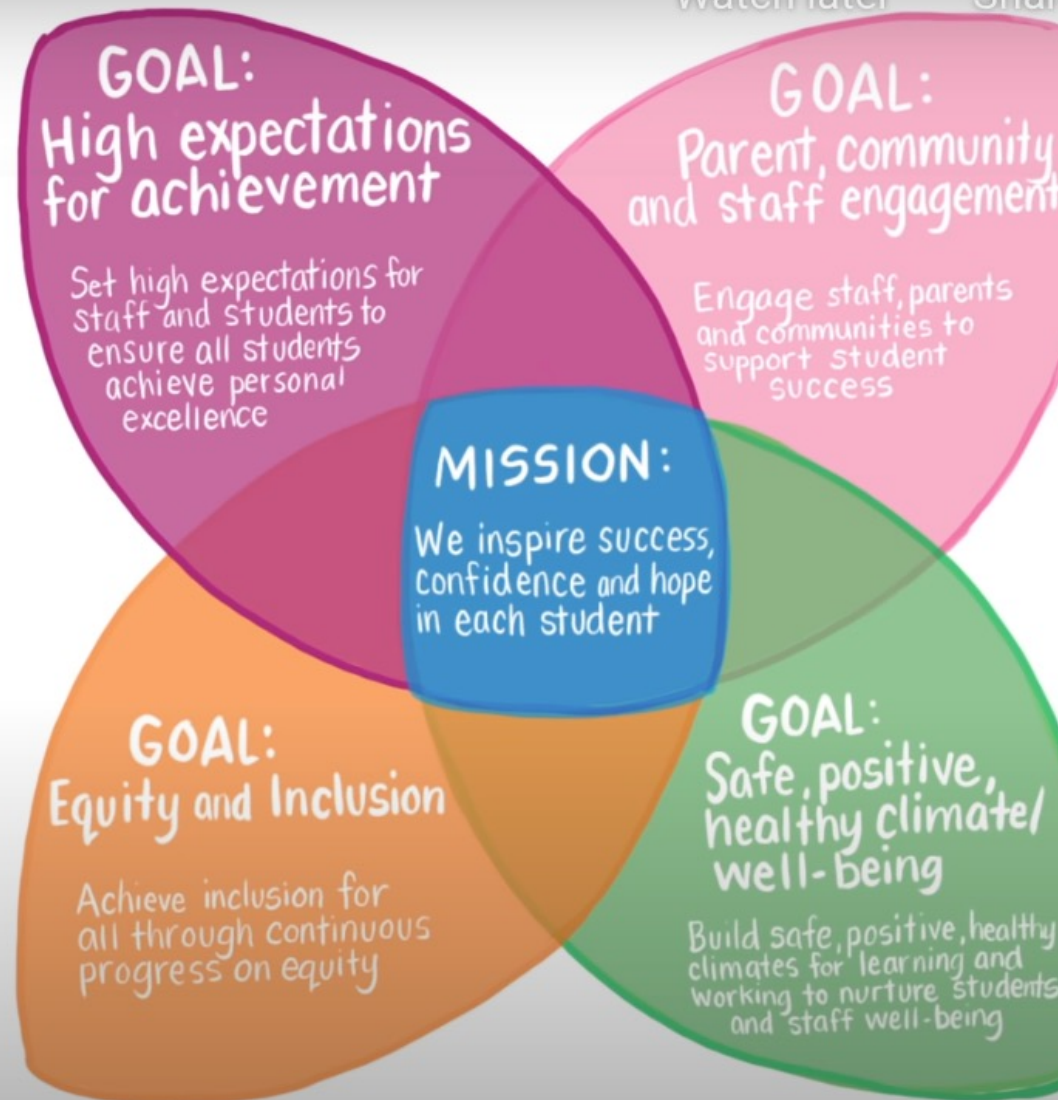 Watch later
GOAL:
High expectations
for achievement
Set high expectations for
staff and students to
ensure all students
achieve personal
excellence
GOAL:
Parent, community
and staff engagement
Engage staff, parents
and communities to
support student
success
MISSION:
We inspire success,
confidence and hope
in each student
GOAL:
Equity and Inclusion
Achieve inclusion for
all through continuous
progress on equity
GOAL:
Safe, positive,
healthy climate/
well-being
Build safe, positive, healthy
climates for learning and
working to nurture students
and staff well-being